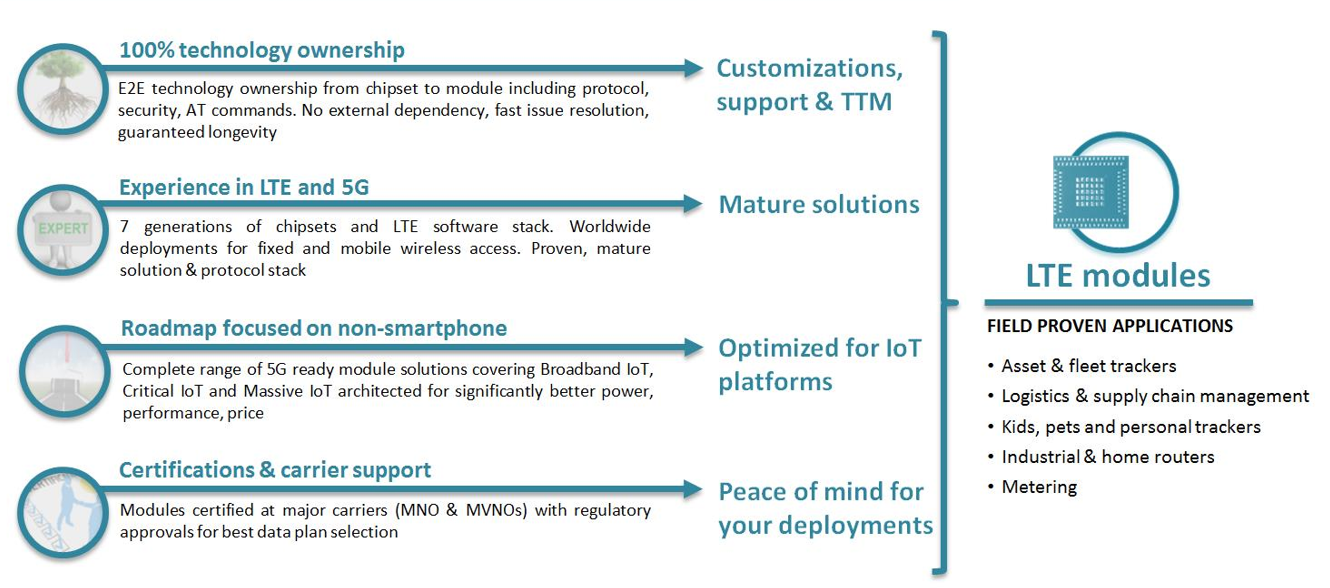 100% technology ownership
E2E technology ownership from chipset to module including protocol,
security, AT commands. No external dependency, fast issue resolution,
guaranteed longevity
Customizations,
support & TTM
Experience in LTE and 5G
EXPERT
7 generations of chipsets and LTE software stack. Worldwide
deployments for fixed and mobile wireless access. Proven, mature
solution & protocol stack
Mature solutions
Roadmap focused on non-smartphone
Complete range of 5G ready module solutions covering Broadband IoT,
Critical IoT and Massive IoT architected for significantly better power,
performance, price
Optimized for IoT
platforms
Certifications & carrier support
Modules certified at major carriers (MNO & MVNOs) with regulatory
approvals for best data plan selection
Peace of mind for
your deployments
LTE modules
FIELD PROVEN APPLICATIONS
• Asset & fleet trackers
• Logistics & supply chain management
• Kids, pets and personal trackers
• Industrial & home routers
• Metering